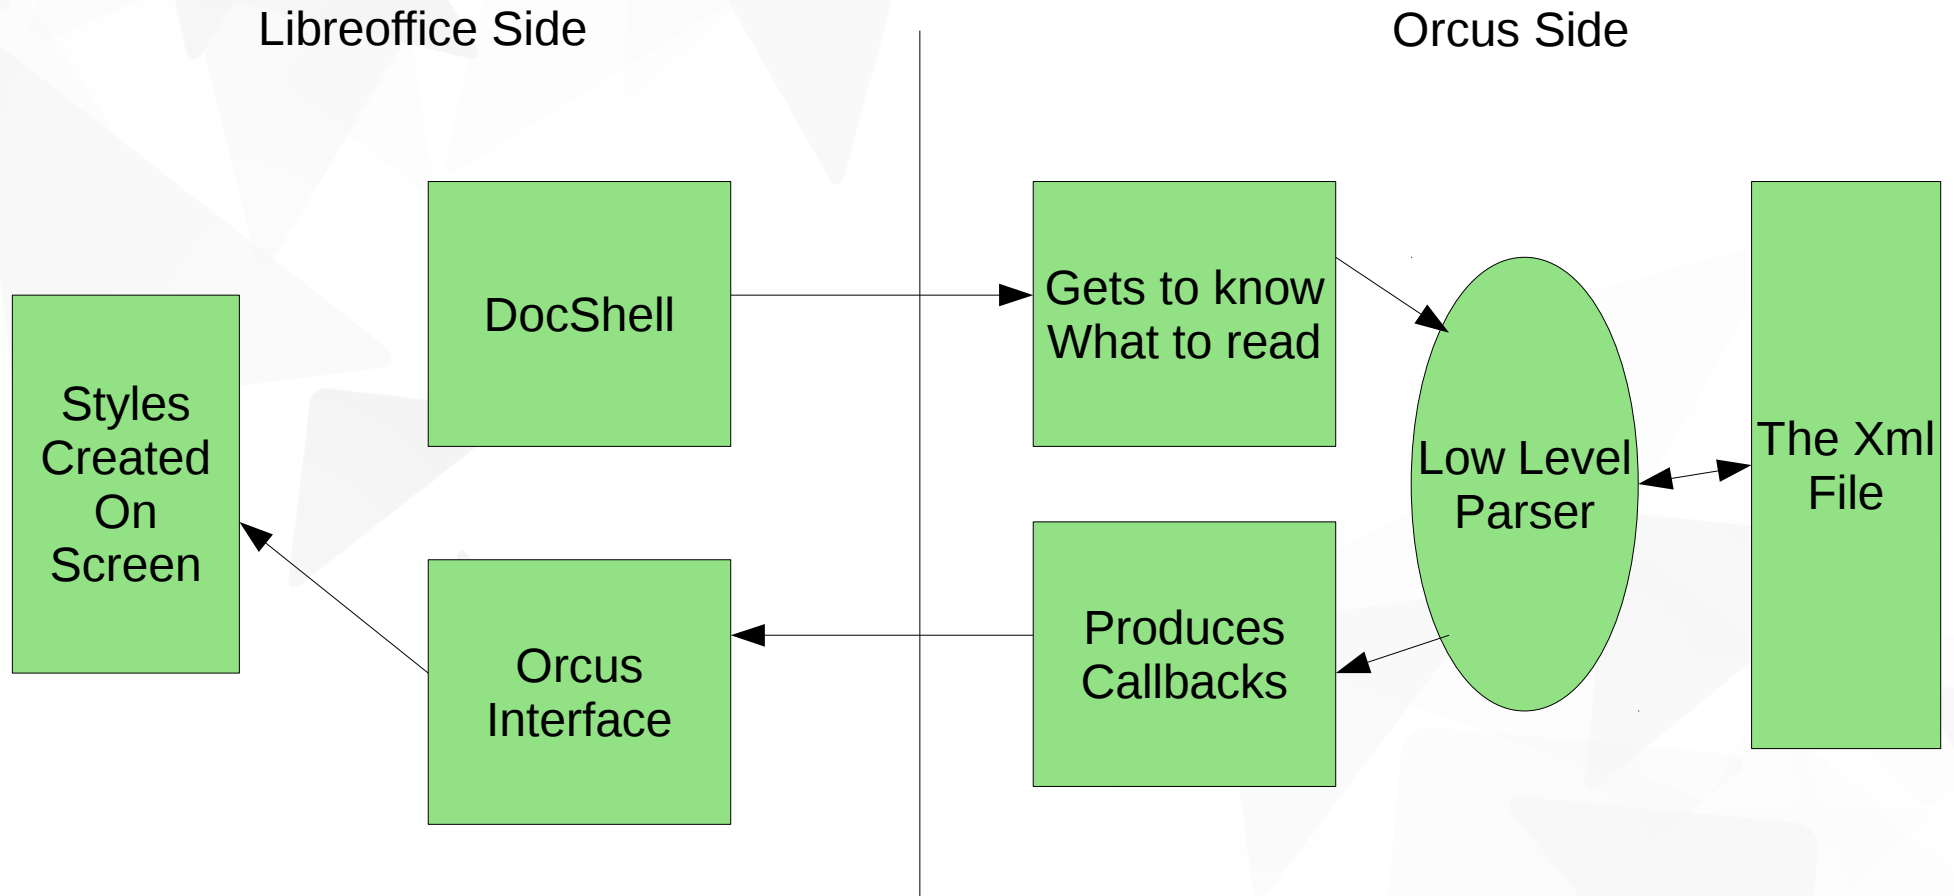 Libreoffice Side
Orcus Side
Styles
Created
On
Screen
DocShell
Orcus
Interface
Gets to know
What to read
Produces
Callbacks
Low Level
Parser
The Xml
File